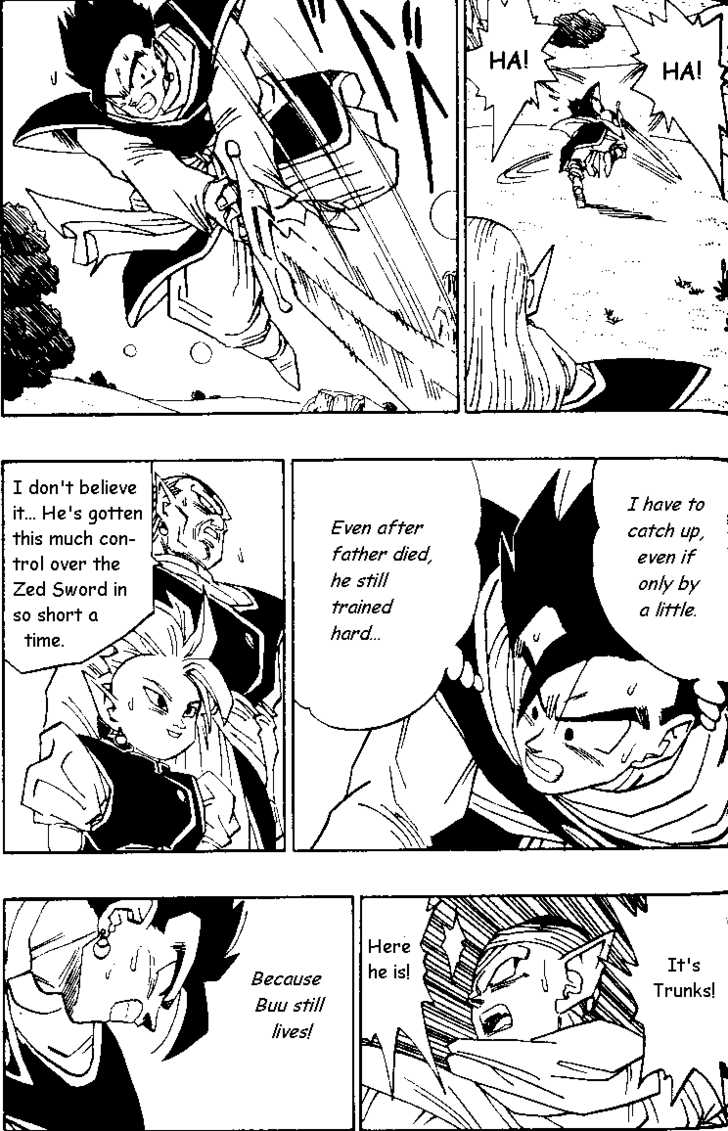 HA!
HA!
I have to
catch up,
even if
only by
a little.
Even after
father died,
he still
trained
hard...
I don't believe
it... He's gotten
this much con-
trol over the
Zed Sword in
so short a
time.
It's
Trunks!
Here
he is!
Because
Buu still
lives!